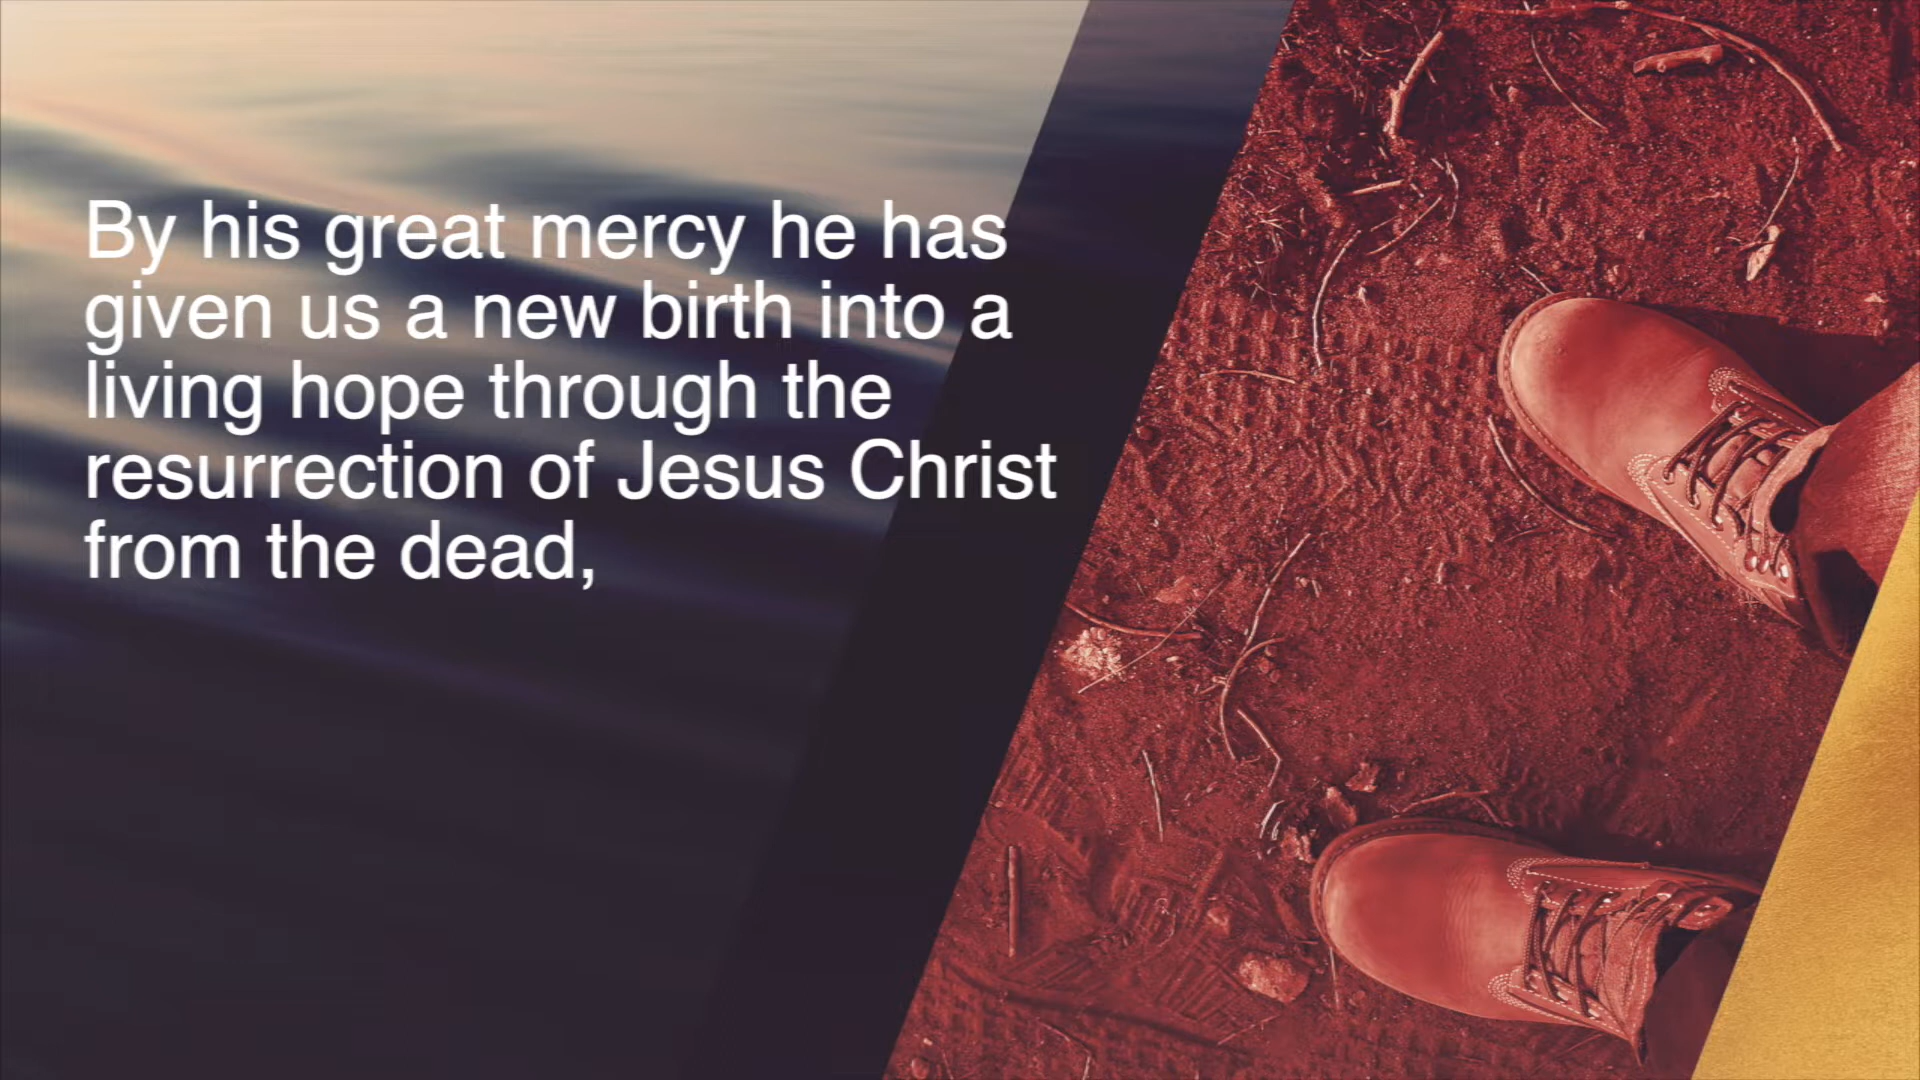 By his great mercy he has
given us a new birth into a
living hope through the
resurrection of Jesus Christ
from the dead,